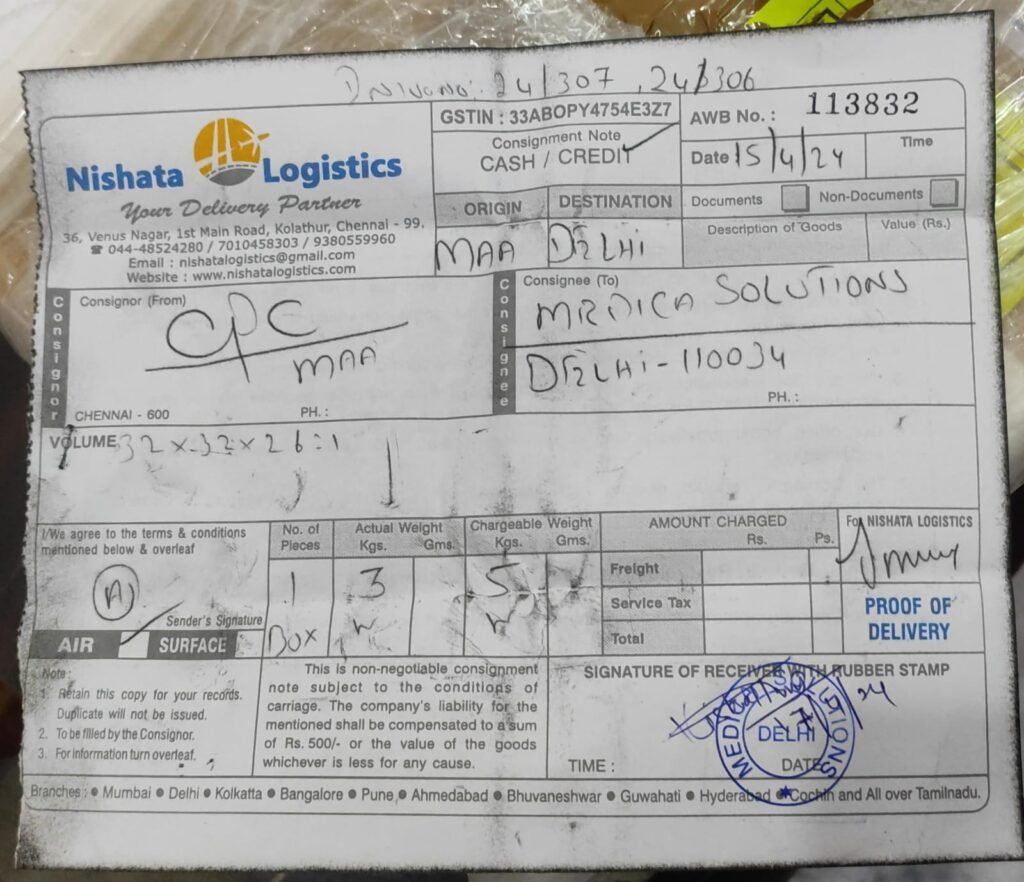 24/307, 24/306
Nishata Logistics
Your Delivery Partner
36, Venus Nagar, 1st Main Road, Kolathur, Chennai - 99.
☎ 044-48524280 / 7010458303 / 9380559960
Email : nishatalogistics@gmail.com
Website : www.nishatalogistics.com
GSTIN : 33ABOPY4754E3Z7
Consignment Note
CASH / CREDIT
AWB No. : 113832
Date 15/4/24
Time
ORIGIN
DESTINATION
MAA
DELHI
Documents
Non-Documents
Description of Goods
Value (Rs.)
Consignor
Consignor (From)
CPC
MAA
CHENNAI - 600
PH. :
Consignee
Consignee (To)
MEDICA SOLUTIONS
DELHI-110034
PH. :
VOLUME 32 x 32 x 26 = 1
I/We agree to the terms & conditions
mentioned below & overleaf
Sender's Signature
AIR
SURFACE
No. of Pieces
1
BOX
Actual Weight
Kgs. Gms.
3
Chargeable Weight
Kgs. Gms.
5
AMOUNT CHARGED
Rs. Ps.
Freight
Service Tax
Total
For NISHATA LOGISTICS
PROOF OF
DELIVERY
Note :
1. Retain this copy for your records.
Duplicate will not be issued.
2. To be filled by the Consignor.
3. For information turn overleaf.
This is non-negotiable consignment
note subject to the conditions of
carriage. The company's liability for the
mentioned shall be compensated to a sum
of Rs. 500/- or the value of the goods
whichever is less for any cause.
SIGNATURE OF RECEIVER WITH RUBBER STAMP
MEDICA SOLUTIONS
DELHI
TIME :
DATE
Branches : • Mumbai • Delhi • Kolkatta • Bangalore • Pune • Ahmedabad • Bhuvaneshwar • Guwahati • Hyderabad • Cochin and All over Tamilnadu.